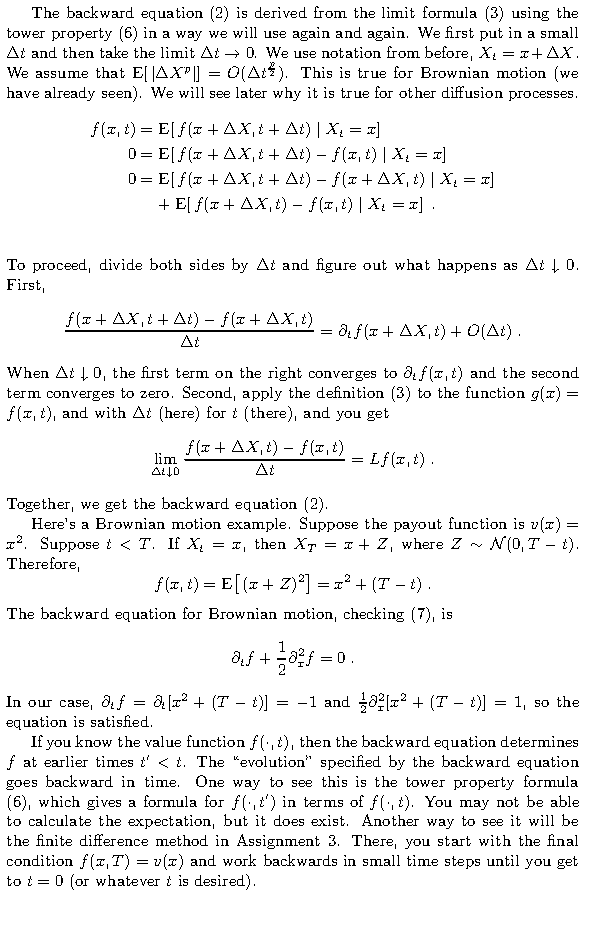 The backward equation (2) is derived from the limit formula (3) using the
tower property (6) in a way we will use again and again. We first put in a small
Δt and then take the limit Δt → 0. We use notation from before, X_t = x + ΔX.
We assume that E[ |ΔX^p|] = O(Δt^{p/2}). This is true for Brownian motion (we
have already seen). We will see later why it is true for other diffusion processes.
f(x, t) = E[ f(x + ΔX, t + Δt) | X_t = x]
0 = E[ f(x + ΔX, t + Δt) − f(x, t) | X_t = x]
0 = E[ f(x + ΔX, t + Δt) − f(x + ΔX, t) | X_t = x]
+ E[ f(x + ΔX, t) − f(x, t) | X_t = x] .
To proceed, divide both sides by Δt and figure out what happens as Δt ↓ 0.
First,
\frac{f(x + ΔX, t + Δt) − f(x + ΔX, t)}{Δt} = ∂_t f(x + ΔX, t) + O(Δt) .
When Δt ↓ 0, the first term on the right converges to ∂_t f(x, t) and the second
term converges to zero. Second, apply the definition (3) to the function g(x) =
f(x, t), and with Δt (here) for t (there), and you get
\lim_{Δt↓0} \frac{f(x + ΔX, t) − f(x, t)}{Δt} = Lf(x, t) .
Together, we get the backward equation (2).
Here's a Brownian motion example. Suppose the payout function is v(x) =
x². Suppose t < T. If X_t = x, then X_T = x + Z, where Z ∼ N(0, T − t).
Therefore,
f(x, t) = E[(x + Z)²] = x² + (T − t) .
The backward equation for Brownian motion, checking (7), is
∂_t f + \frac{1}{2}∂_x² f = 0 .
In our case, ∂_t f = ∂_t[x² + (T − t)] = −1 and \frac{1}{2}∂_x²[x² + (T − t)] = 1, so the
equation is satisfied.
If you know the value function f(·, t), then the backward equation determines
f at earlier times t′ < t. The “evolution” specified by the backward equation
goes backward in time. One way to see this is the tower property formula
(6), which gives a formula for f(·, t′) in terms of f(·, t). You may not be able
to calculate the expectation, but it does exist. Another way to see it will be
the finite difference method in Assignment 3. There, you start with the final
condition f(x, T) = v(x) and work backwards in small time steps until you get
to t = 0 (or whatever t is desired).